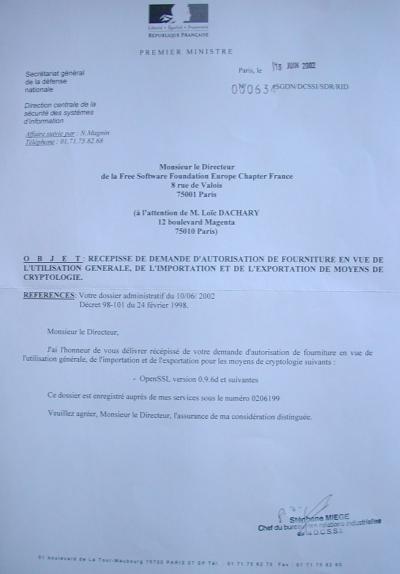 Liberté • Égalité • Fraternité
RÉPUBLIQUE FRANÇAISE
PREMIER MINISTRE
Secrétariat général
de la défense
nationale
Paris, le 13 JUIN 2002
000634 /SGDN/DCSSI/SDR/RID
Direction centrale de la
sécurité des systèmes
d'information
Affaire suivie par : N.Magnin
Téléphone : 01.71.75.82.68
Monsieur le Directeur
de la Free Software Foundation Europe Chapter France
8 rue de Valois
75001 Paris
(à l'attention de M. Loïc DACHARY
12 boulevard Magenta
75010 Paris)
O B J E T : RECEPISSE DE DEMANDE D'AUTORISATION DE FOURNITURE EN VUE DE
L'UTILISATION GENERALE, DE L'IMPORTATION ET DE L'EXPORTATION DE MOYENS DE
CRYPTOLOGIE.
REFERENCES: Votre dossier administratif du 10/06/ 2002
Décret 98-101 du 24 février 1998.
Monsieur le Directeur,
J'ai l'honneur de vous délivrer récépissé de votre demande d'autorisation de fourniture en vue de
l'utilisation générale, de l'importation et de l'exportation pour les moyens de cryptologie suivants :
- OpenSSL version 0.9.6d et suivantes
Ce dossier est enregistré auprès de mes services sous le numéro 0206199
Veuillez agréer, Monsieur le Directeur, l'assurance de ma considération distinguée.
Stéphane MIEGE
Chef du bureau des relations industrielles
de la D.C.S.S.I.
51 boulevard de La Tour-Maubourg 75700 PARIS 07 SP Tél. : 01 71 75 82 75 Fax : 01 71 75 82 60